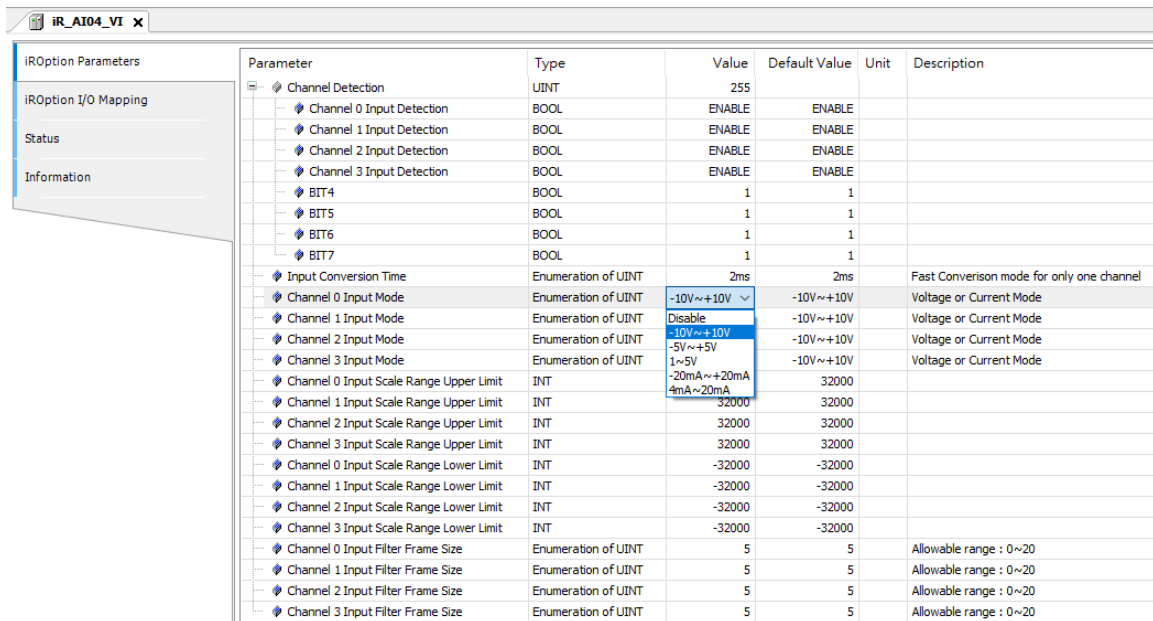 iR_AI04_VI X
iROption Parameters
iROption I/O Mapping
Status
Information
Parameter Type Value Default Value Unit Description
Channel Detection UINT 255
Channel 0 Input Detection BOOL ENABLE ENABLE
Channel 1 Input Detection BOOL ENABLE ENABLE
Channel 2 Input Detection BOOL ENABLE ENABLE
Channel 3 Input Detection BOOL ENABLE ENABLE
BIT4 BOOL 1 1
BIT5 BOOL 1 1
BIT6 BOOL 1 1
BIT7 BOOL 1 1
Input Conversion Time Enumeration of UINT 2ms 2ms Fast Converison mode for only one channel
Channel 0 Input Mode Enumeration of UINT -10V~+10V -10V~+10V Voltage or Current Mode
Channel 1 Input Mode Enumeration of UINT Disable -10V~+10V Voltage or Current Mode
-10V~+10V
Channel 2 Input Mode Enumeration of UINT -5V~+5V -10V~+10V Voltage or Current Mode
1~5V
Channel 3 Input Mode Enumeration of UINT -10V~+10V Voltage or Current Mode
-20mA~+20mA
Channel 0 Input Scale Range Upper Limit INT 4mA~20mA 32000
Channel 1 Input Scale Range Upper Limit INT 32000 32000
Channel 2 Input Scale Range Upper Limit INT 32000 32000
Channel 3 Input Scale Range Upper Limit INT 32000 32000
Channel 0 Input Scale Range Lower Limit INT -32000 -32000
Channel 1 Input Scale Range Lower Limit INT -32000 -32000
Channel 2 Input Scale Range Lower Limit INT -32000 -32000
Channel 3 Input Scale Range Lower Limit INT -32000 -32000
Channel 0 Input Filter Frame Size Enumeration of UINT 5 5 Allowable range : 0~20
Channel 1 Input Filter Frame Size Enumeration of UINT 5 5 Allowable range : 0~20
Channel 2 Input Filter Frame Size Enumeration of UINT 5 5 Allowable range : 0~20
Channel 3 Input Filter Frame Size Enumeration of UINT 5 5 Allowable range : 0~20